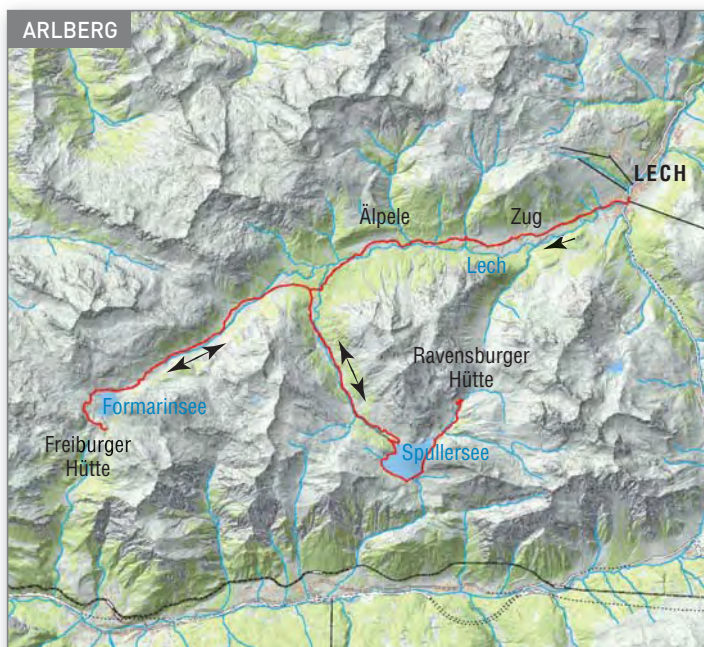 ARLBERG
LECH
Älpele
Zug
Lech
Ravensburger
Hütte
Formarinsee
Freiburger
Hütte
Spullersee